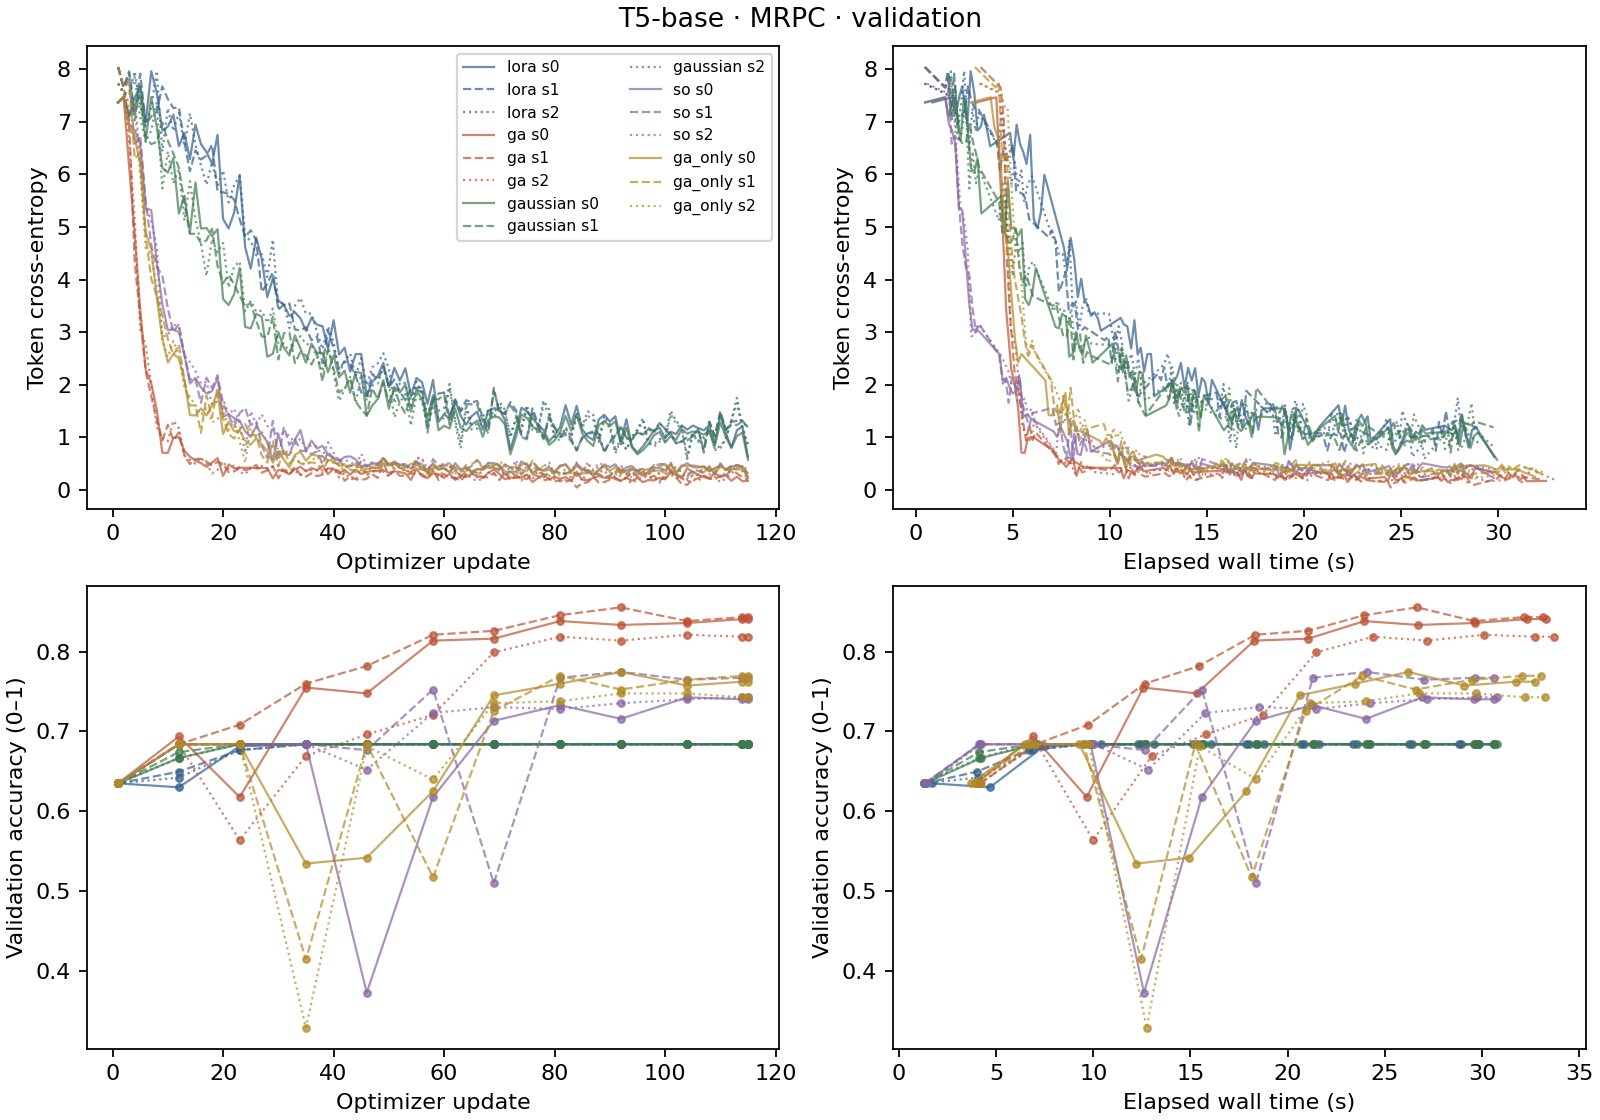 T5-base · MRPC · validation
8
7
6
5
4
3
2
1
0
Token cross-entropy
0
20
40
60
80
100
120
Optimizer update
lora s0
lora s1
lora s2
ga s0
ga s1
ga s2
gaussian s0
gaussian s1
gaussian s2
so s0
so s1
so s2
ga_only s0
ga_only s1
ga_only s2
8
7
6
5
4
3
2
1
0
Token cross-entropy
0
5
10
15
20
25
30
Elapsed wall time (s)
0.8
0.7
0.6
0.5
0.4
Validation accuracy (0–1)
0
20
40
60
80
100
120
Optimizer update
0.8
0.7
0.6
0.5
0.4
Validation accuracy (0–1)
0
5
10
15
20
25
30
35
Elapsed wall time (s)